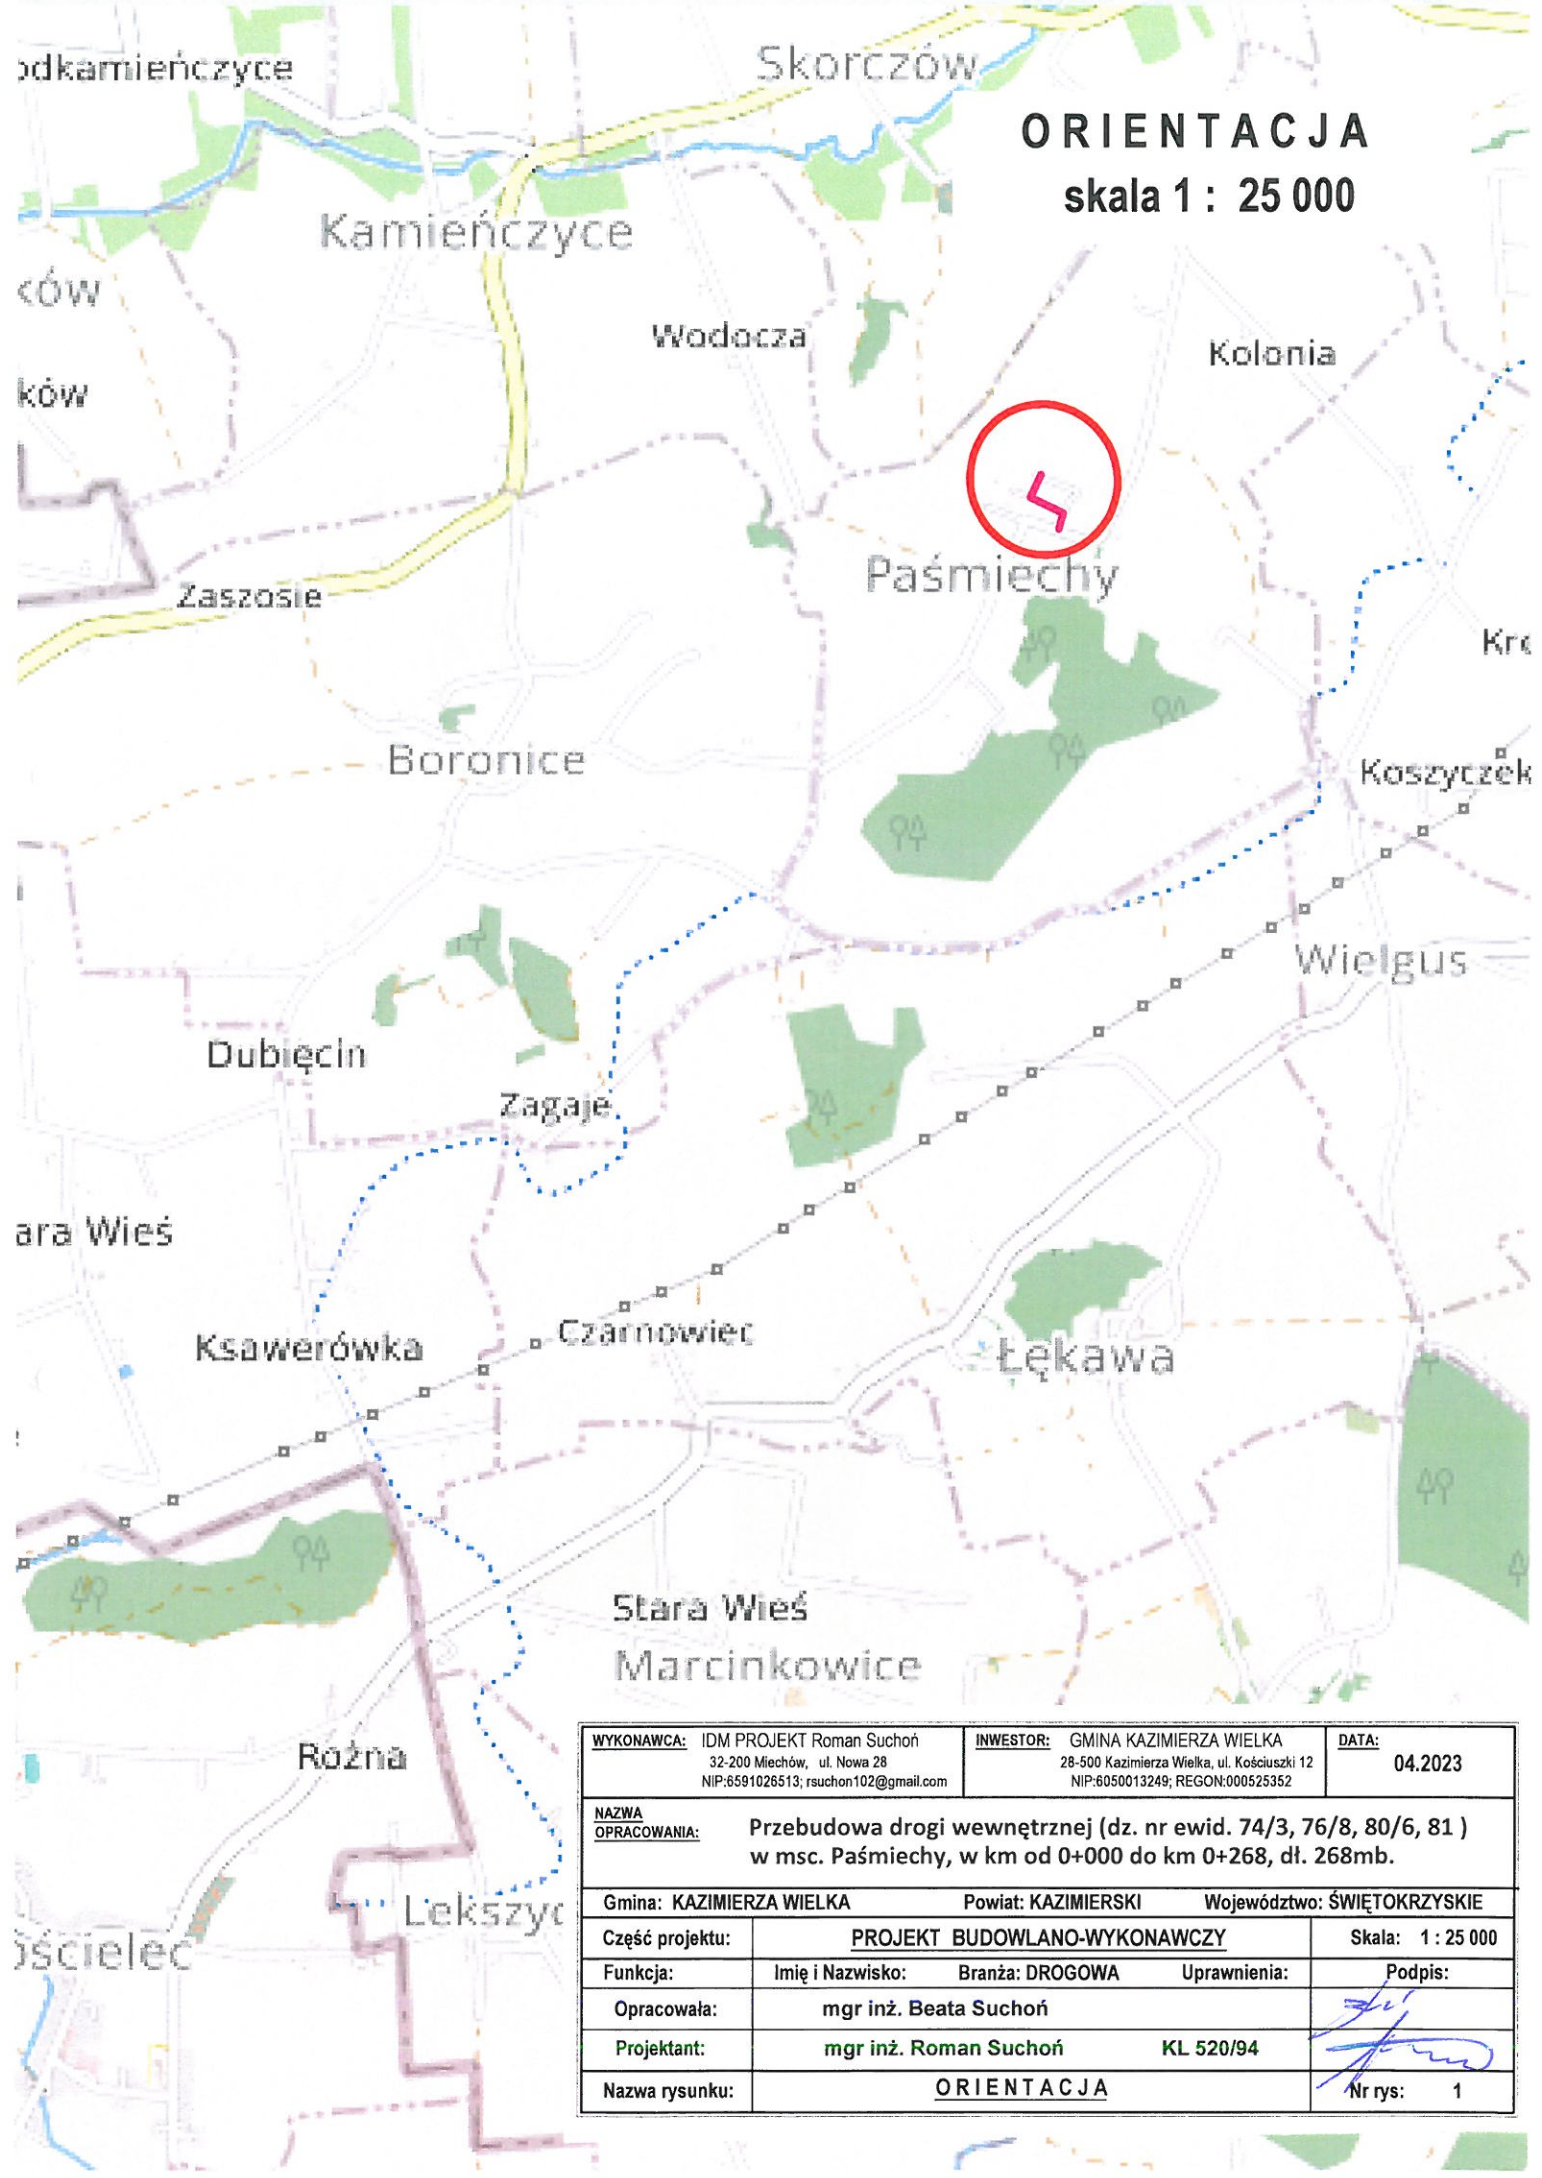 Skorczów
ORIENTACJA
skala 1 : 25 000
Kamieńczyce
Wodocza
Kolonia
ków
Paśmiechy
Zaszosie
Boronice
Koszyczek
Wielgus
Dubięcin
Zagaje
ara Wieś
Ksawerówka
Czarnowiec
Łękawa
Stara Wieś
Marcinkowice
Różna
Lekszyc
WYKONAWCA: IDM PROJEKT Roman Suchoń
32-200 Miechów, ul. Nowa 28
NIP:6591026513; rsuchon102@gmail.com
INWESTOR: GMINA KAZIMIERZA WIELKA
28-500 Kazimierza Wielka, ul. Kościuszki 12
NIP:6050013249; REGON:000525352
DATA:
04.2023
NAZWA
OPRACOWANIA:
Przebudowa drogi wewnętrznej (dz. nr ewid. 74/3, 76/8, 80/6, 81 )
w msc. Paśmiechy, w km od 0+000 do km 0+268, dł. 268mb.
Gmina: KAZIMIERZA WIELKA Powiat: KAZIMIERSKI Województwo: ŚWIĘTOKRZYSKIE
Część projektu: PROJEKT BUDOWLANO-WYKONAWCZY Skala: 1 : 25 000
Funkcja: Imię i Nazwisko: Branża: DROGOWA Uprawnienia: Podpis:
Opracowała: mgr inż. Beata Suchoń
Projektant: mgr inż. Roman Suchoń KL 520/94
Nazwa rysunku: ORIENTACJA Nr rys: 1